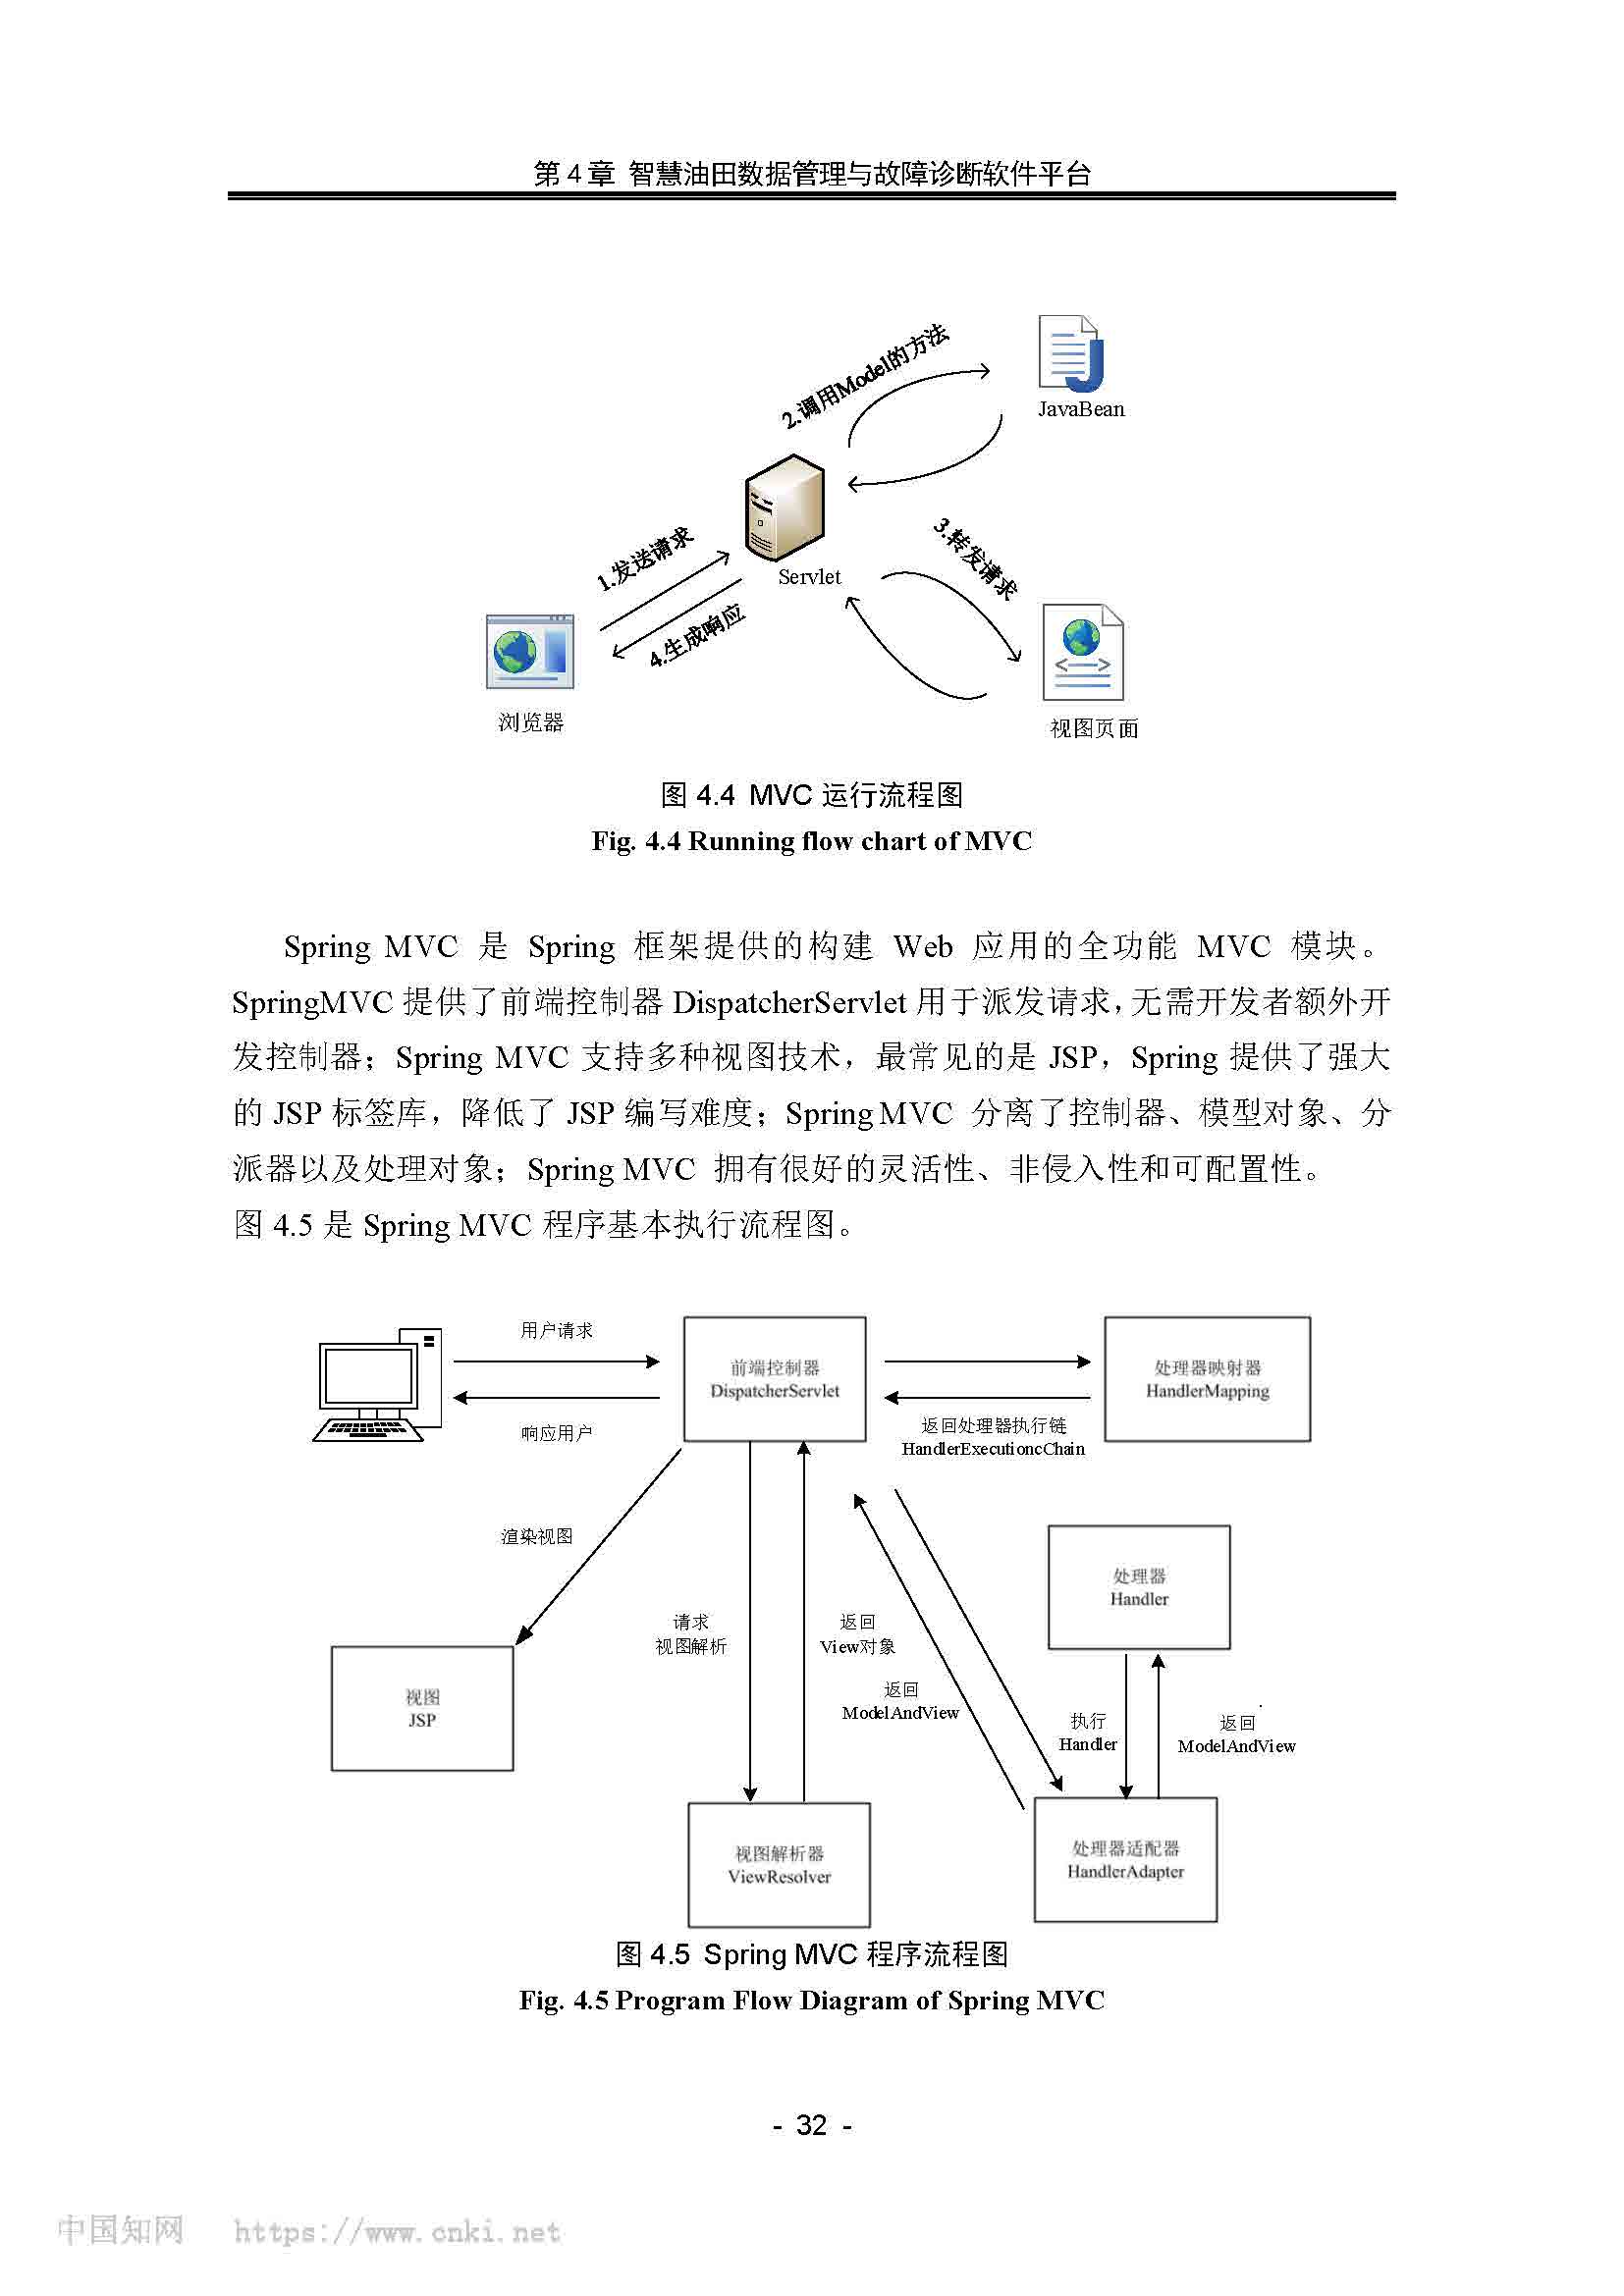 第 4 章 智慧油田数据管理与故障诊断软件平台
2.调用Model的方法
JavaBean
1.发送请求
3.转发请求
Servlet
4.生成响应
浏览器
视图页面
图 4.4 MVC 运行流程图
Fig. 4.4 Running flow chart of MVC
Spring MVC 是 Spring 框架提供的构建 Web 应用的全功能 MVC 模块。
SpringMVC 提供了前端控制器 DispatcherServlet 用于派发请求，无需开发者额外开
发控制器；Spring MVC 支持多种视图技术，最常见的是 JSP，Spring 提供了强大
的 JSP 标签库，降低了 JSP 编写难度；Spring MVC 分离了控制器、模型对象、分
派器以及处理对象；Spring MVC 拥有很好的灵活性、非侵入性和可配置性。
图 4.5 是 Spring MVC 程序基本执行流程图。
用户请求
响应用户
前端控制器
DispatcherServlet
返回处理器执行链
HandlerExecutioncChain
处理器映射器
HandlerMapping
渲染视图
处理器
Handler
请求
视图解析
返回
View对象
返回
ModelAndView
执行
Handler
返回
ModelAndView
视图
JSP
视图解析器
ViewResolver
处理器适配器
HandlerAdapter
图 4.5 Spring MVC 程序流程图
Fig. 4.5 Program Flow Diagram of Spring MVC
- 32 -
中国知网 https://www.cnki.net